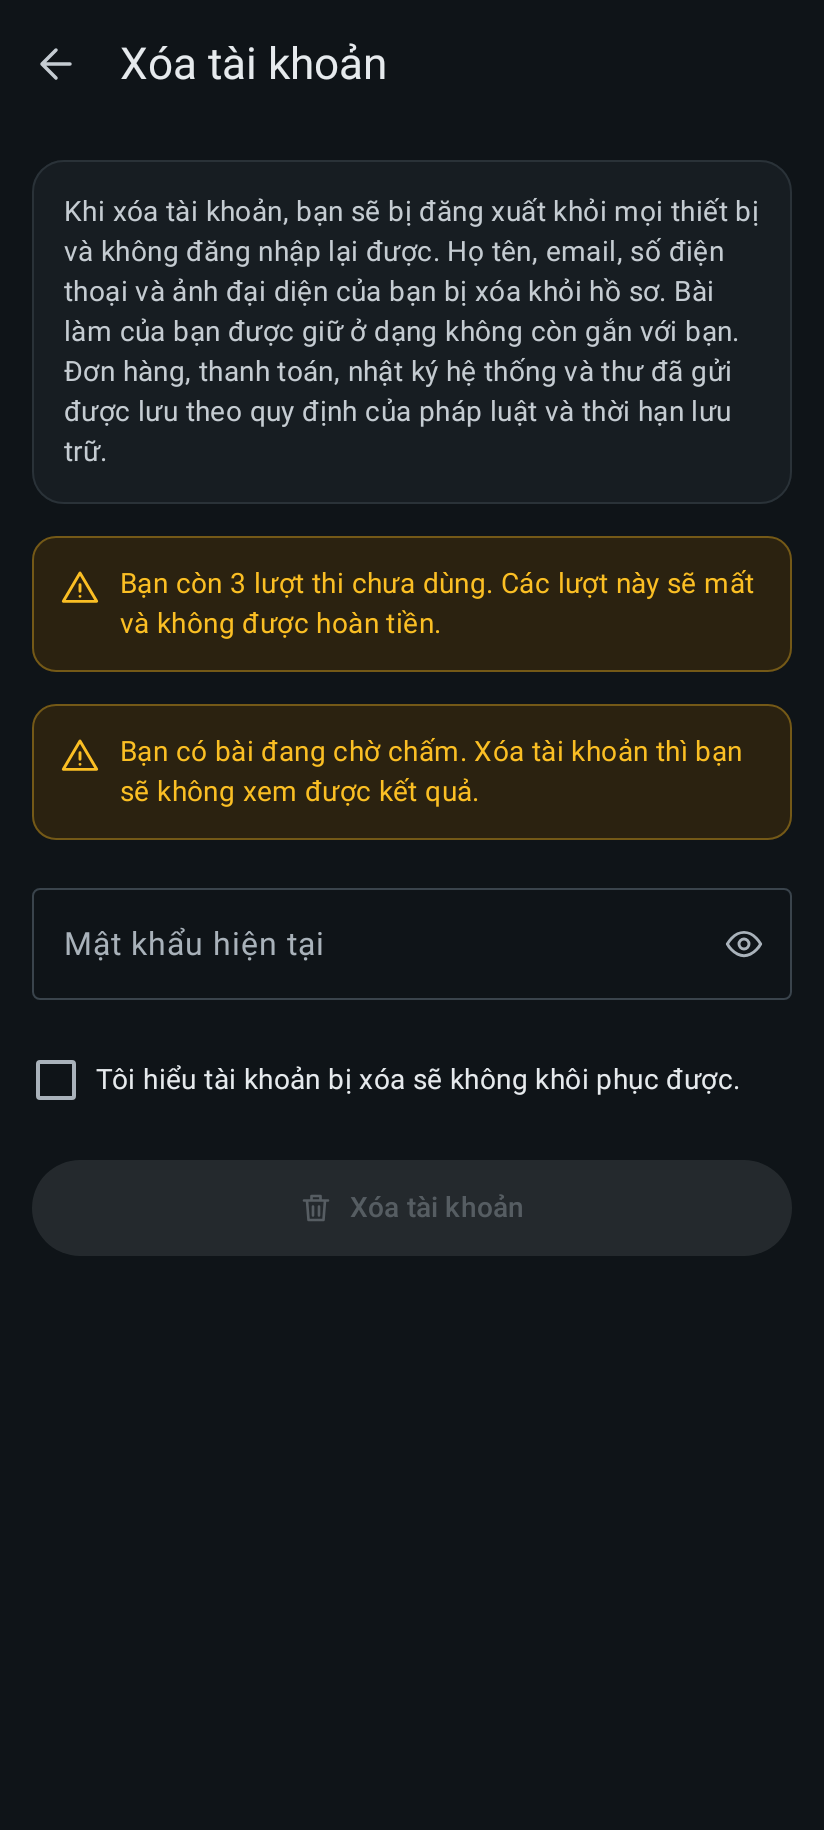 Xóa tài khoản
Khi xóa tài khoản, bạn sẽ bị đăng xuất khỏi mọi thiết bị
và không đăng nhập lại được. Họ tên, email, số điện
thoại và ảnh đại diện của bạn bị xóa khỏi hồ sơ. Bài
làm của bạn được giữ ở dạng không còn gắn với bạn.
Đơn hàng, thanh toán, nhật ký hệ thống và thư đã gửi
được lưu theo quy định của pháp luật và thời hạn lưu
trữ.
Bạn còn 3 lượt thi chưa dùng. Các lượt này sẽ mất
và không được hoàn tiền.
Bạn có bài đang chờ chấm. Xóa tài khoản thì bạn
sẽ không xem được kết quả.
Mật khẩu hiện tại
Tôi hiểu tài khoản bị xóa sẽ không khôi phục được.
Xóa tài khoản